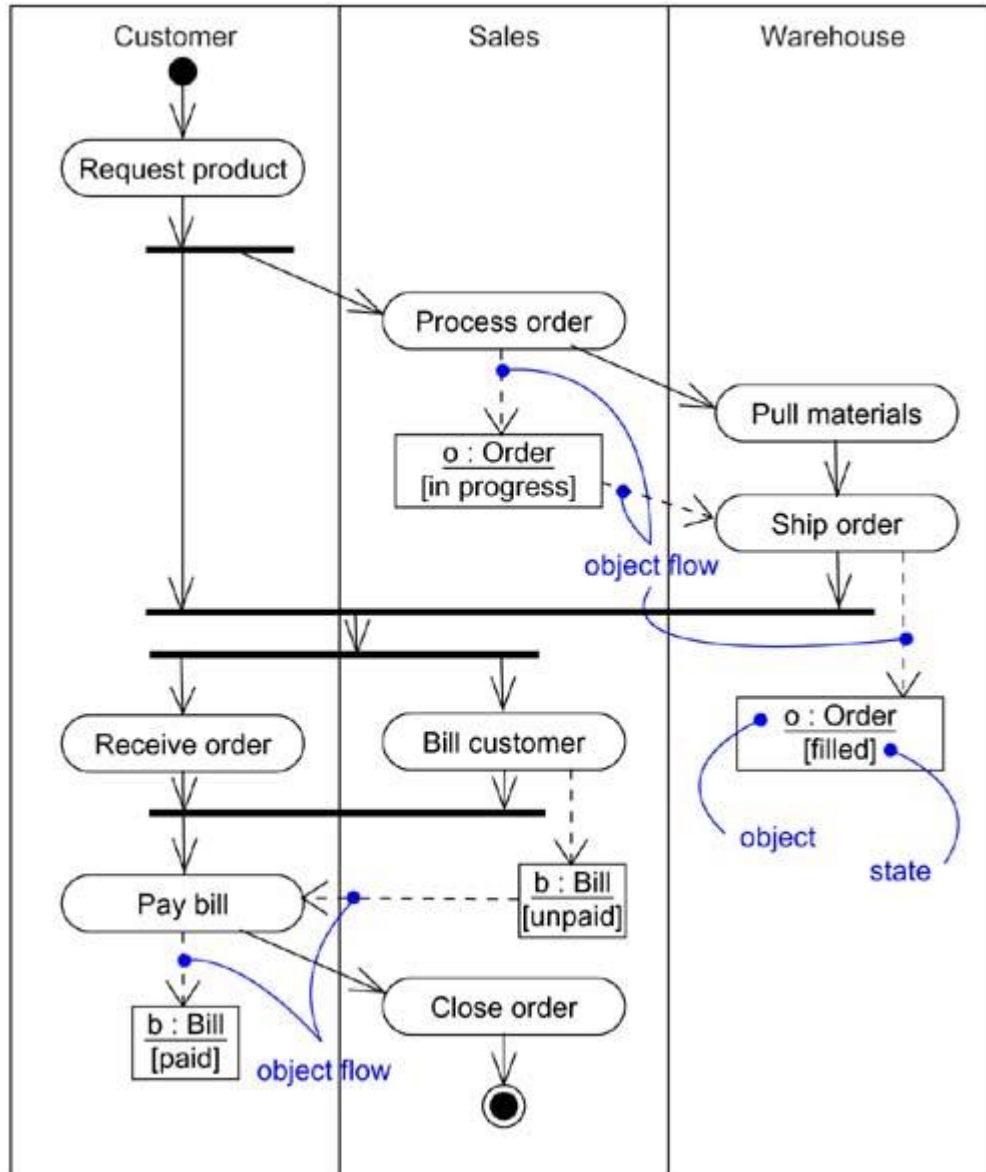 Customer
Sales
Warehouse
Request product
Process order
Pull materials
o : Order
[in progress]
Ship order
object flow
Receive order
Bill customer
o : Order
[filled]
object
state
Pay bill
b : Bill
[unpaid]
Close order
b : Bill
[paid]
object flow